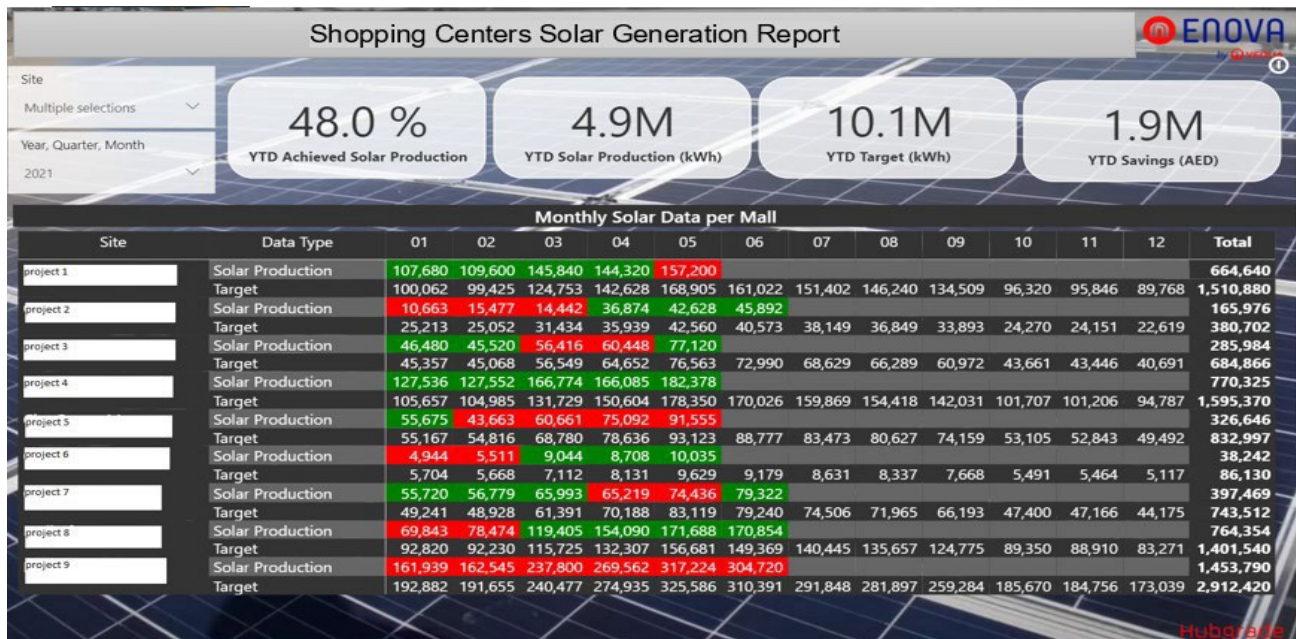 Shopping Centers Solar Generation Report
ENOVA
by VEOLIA
Site
Multiple selections
Year, Quarter, Month
2021
48.0 %
YTD Achieved Solar Production
4.9M
YTD Solar Production (kWh)
10.1M
YTD Target (kWh)
1.9M
YTD Savings (AED)
Monthly Solar Data per Mall
Site Data Type 01 02 03 04 05 06 07 08 09 10 11 12 Total
project 1 Solar Production 107,680 109,600 145,840 144,320 157,200 664,640
Target 100,062 99,425 124,753 142,628 168,905 161,022 151,402 146,240 134,509 96,320 95,846 89,768 1,510,880
project 2 Solar Production 10,663 15,477 14,442 36,874 42,628 45,892 165,976
Target 25,213 25,052 31,434 35,939 42,560 40,573 38,149 36,849 33,893 24,270 24,151 22,619 380,702
project 3 Solar Production 46,480 45,520 56,416 60,448 77,120 285,984
Target 45,357 45,068 56,549 64,652 76,563 72,990 68,629 66,289 60,972 43,661 43,446 40,691 684,866
project 4 Solar Production 127,536 127,552 166,774 166,085 182,378 770,325
Target 105,657 104,985 131,729 150,604 178,350 170,026 159,869 154,418 142,031 101,707 101,206 94,787 1,595,370
project 5 Solar Production 55,675 43,663 60,661 75,092 91,555 326,646
Target 55,167 54,816 68,780 78,636 93,123 88,777 83,473 80,627 74,159 53,105 52,843 49,492 832,997
project 6 Solar Production 4,944 5,511 9,044 8,708 10,035 38,242
Target 5,704 5,668 7,112 8,131 9,629 9,179 8,631 8,337 7,668 5,491 5,464 5,117 86,130
project 7 Solar Production 55,720 56,779 65,993 65,219 74,436 79,322 397,469
Target 49,241 48,928 61,391 70,188 83,119 79,240 74,506 71,965 66,193 47,400 47,166 44,175 743,512
project 8 Solar Production 69,843 78,474 119,405 154,090 171,688 170,854 764,354
Target 92,820 92,230 115,725 132,307 156,681 149,369 140,445 135,657 124,775 89,350 88,910 83,271 1,401,540
project 9 Solar Production 161,939 162,545 237,800 269,562 317,224 304,720 1,453,790
Target 192,882 191,655 240,477 274,935 325,586 310,391 291,848 281,897 259,284 185,670 184,756 173,039 2,912,420
Hubgrade